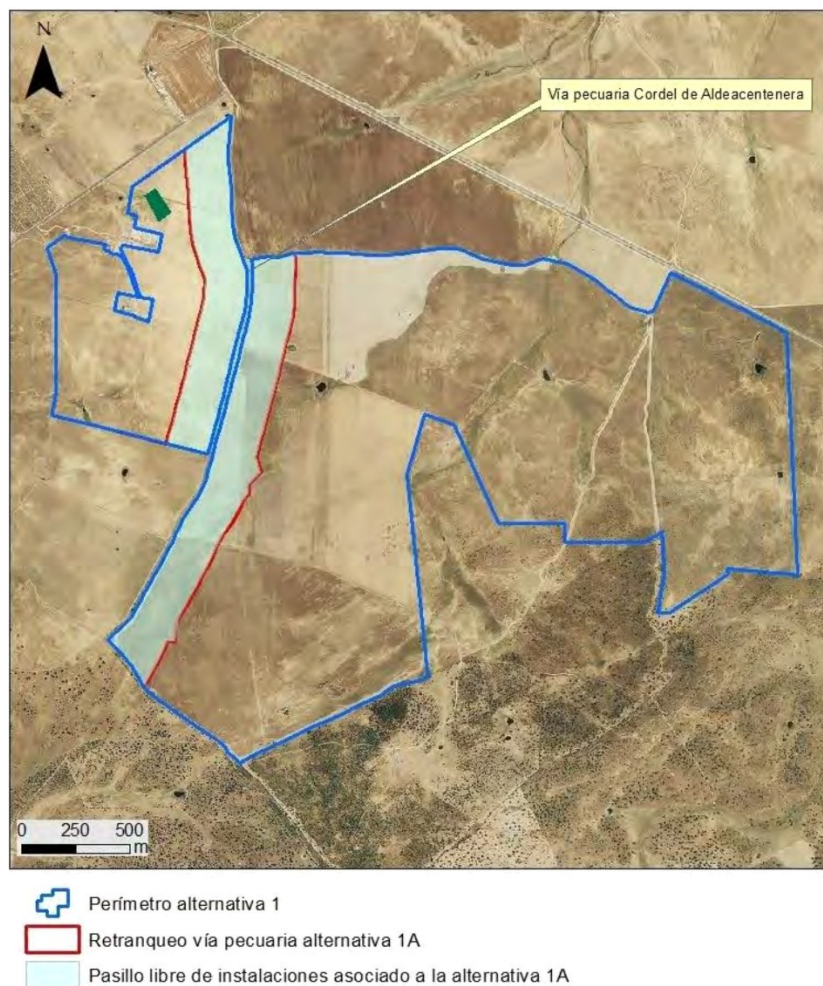 N
Vía pecuaria Cordel de Aldeacentenera
0 250 500
m
Perímetro alternativa 1
Retranqueo vía pecuaria alternativa 1A
Pasillo libre de instalaciones asociado a la alternativa 1A